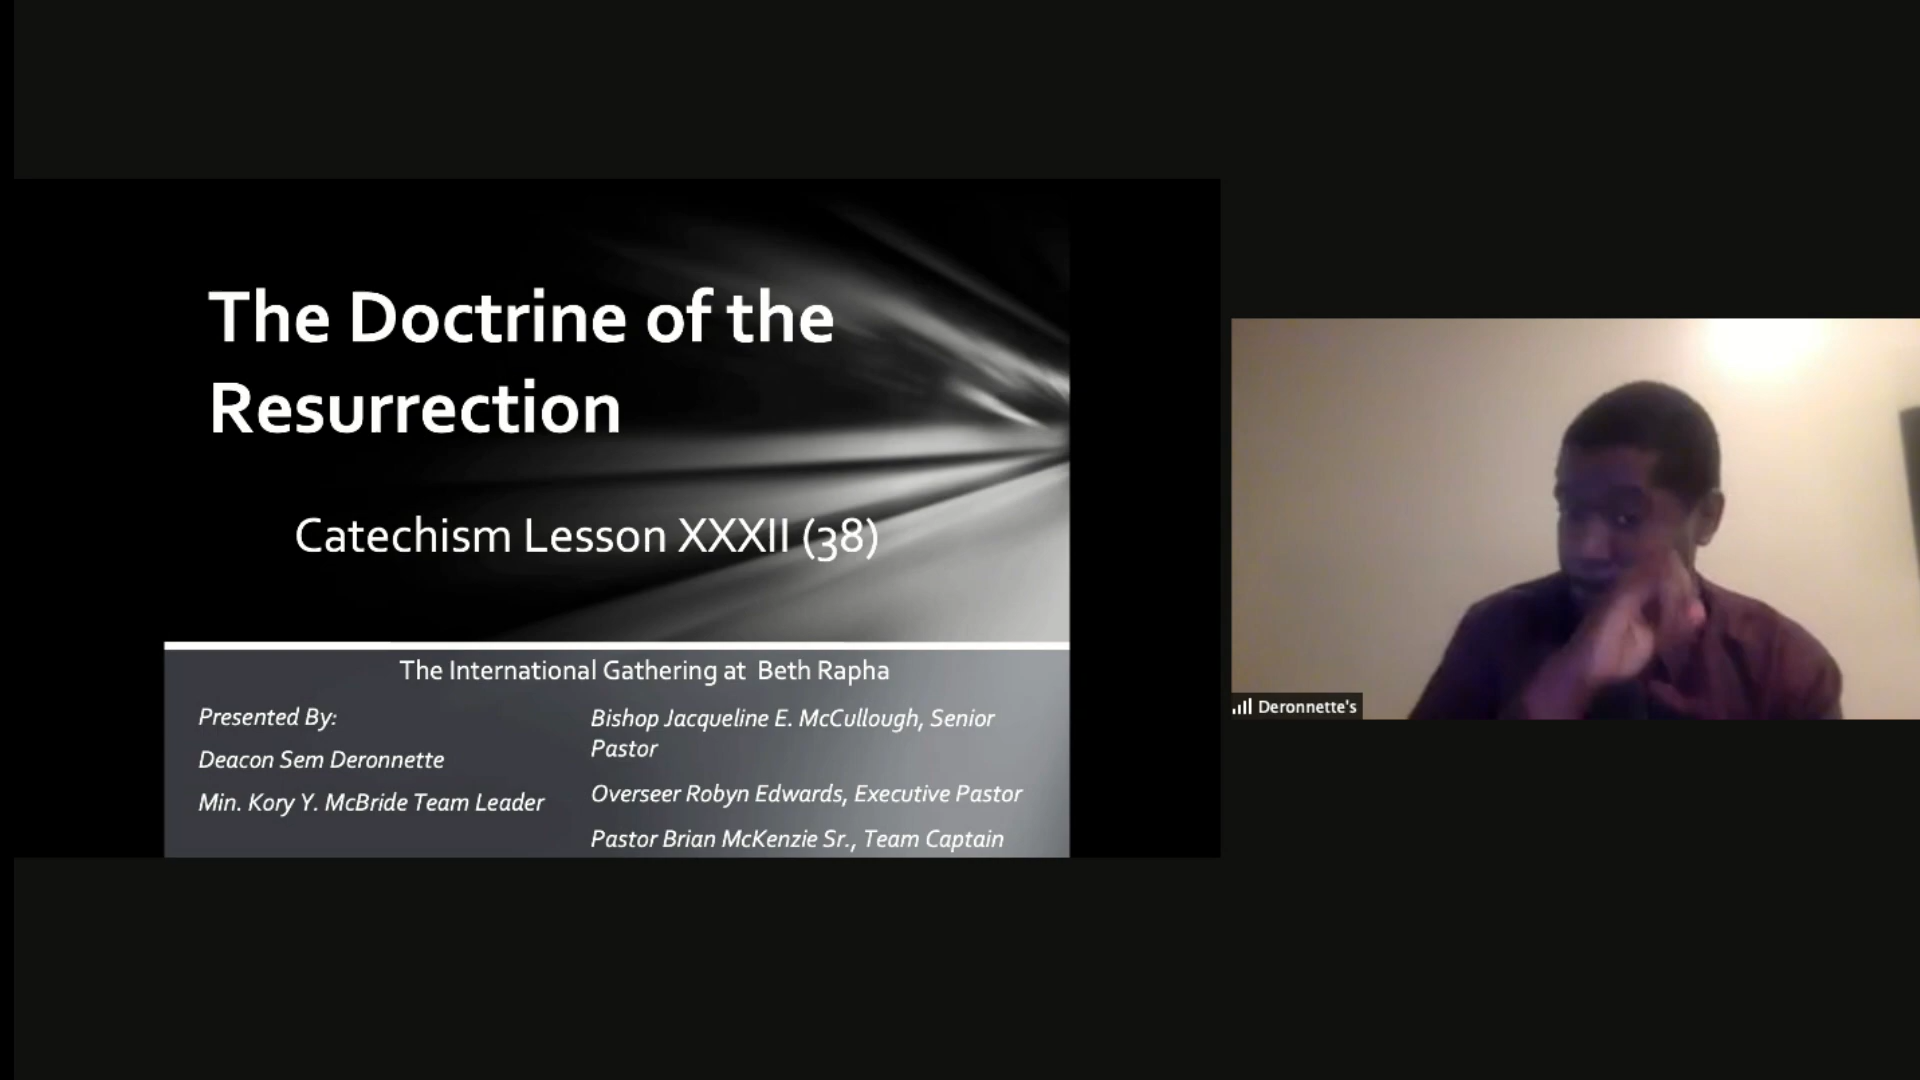 The Doctrine of the
Resurrection
Catechism Lesson XXXII (38)
The International Gathering at Beth Rapha
Presented By:
Deacon Sem Deronnette
Min. Kory Y. McBride Team Leader
Bishop Jacqueline E. McCullough, Senior
Pastor
Overseer Robyn Edwards, Executive Pastor
Pastor Brian McKenzie Sr., Team Captain
Deronnette's